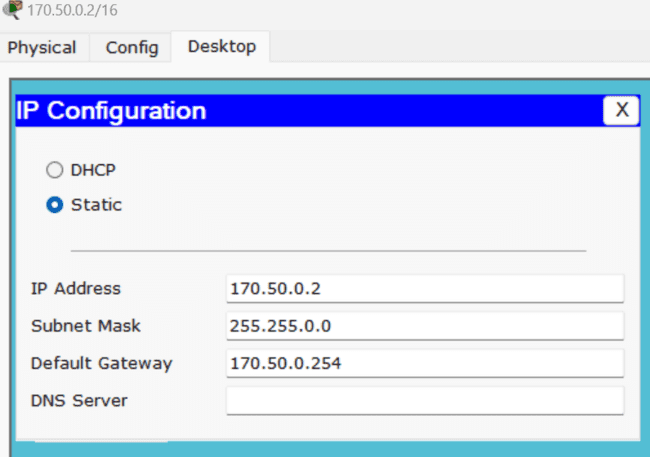 170.50.0.2/16
Physical Config Desktop
IP Configuration X
DHCP
Static
IP Address 170.50.0.2
Subnet Mask 255.255.0.0
Default Gateway 170.50.0.254
DNS Server